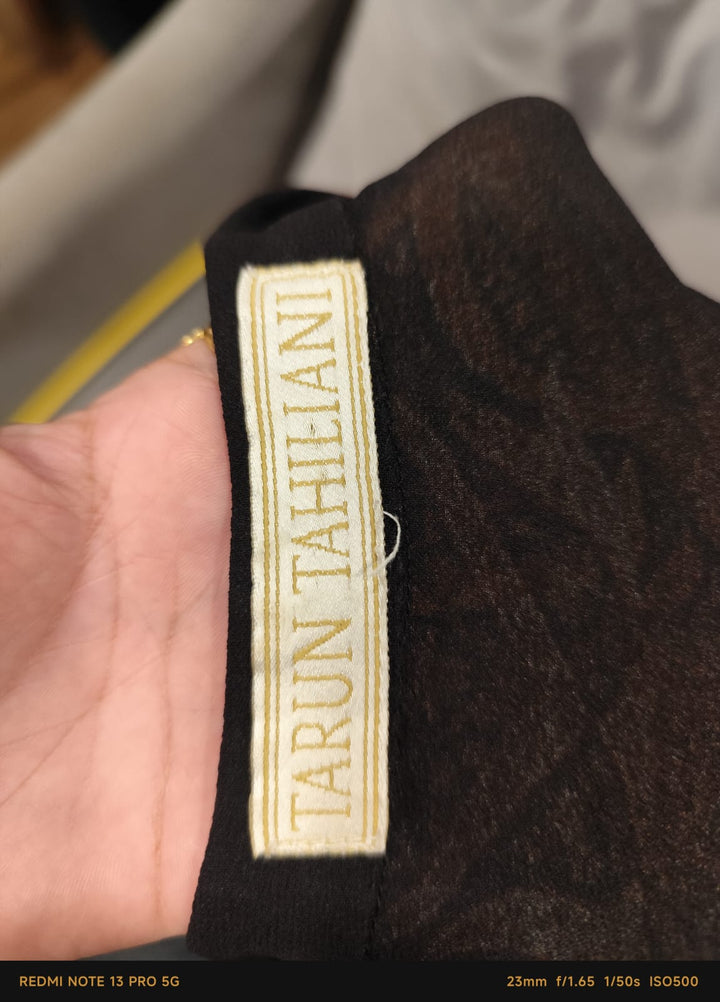 TARUN TAHILIANI
REDMI NOTE 13 PRO 5G
23mm f/1.65 1/50s ISO500